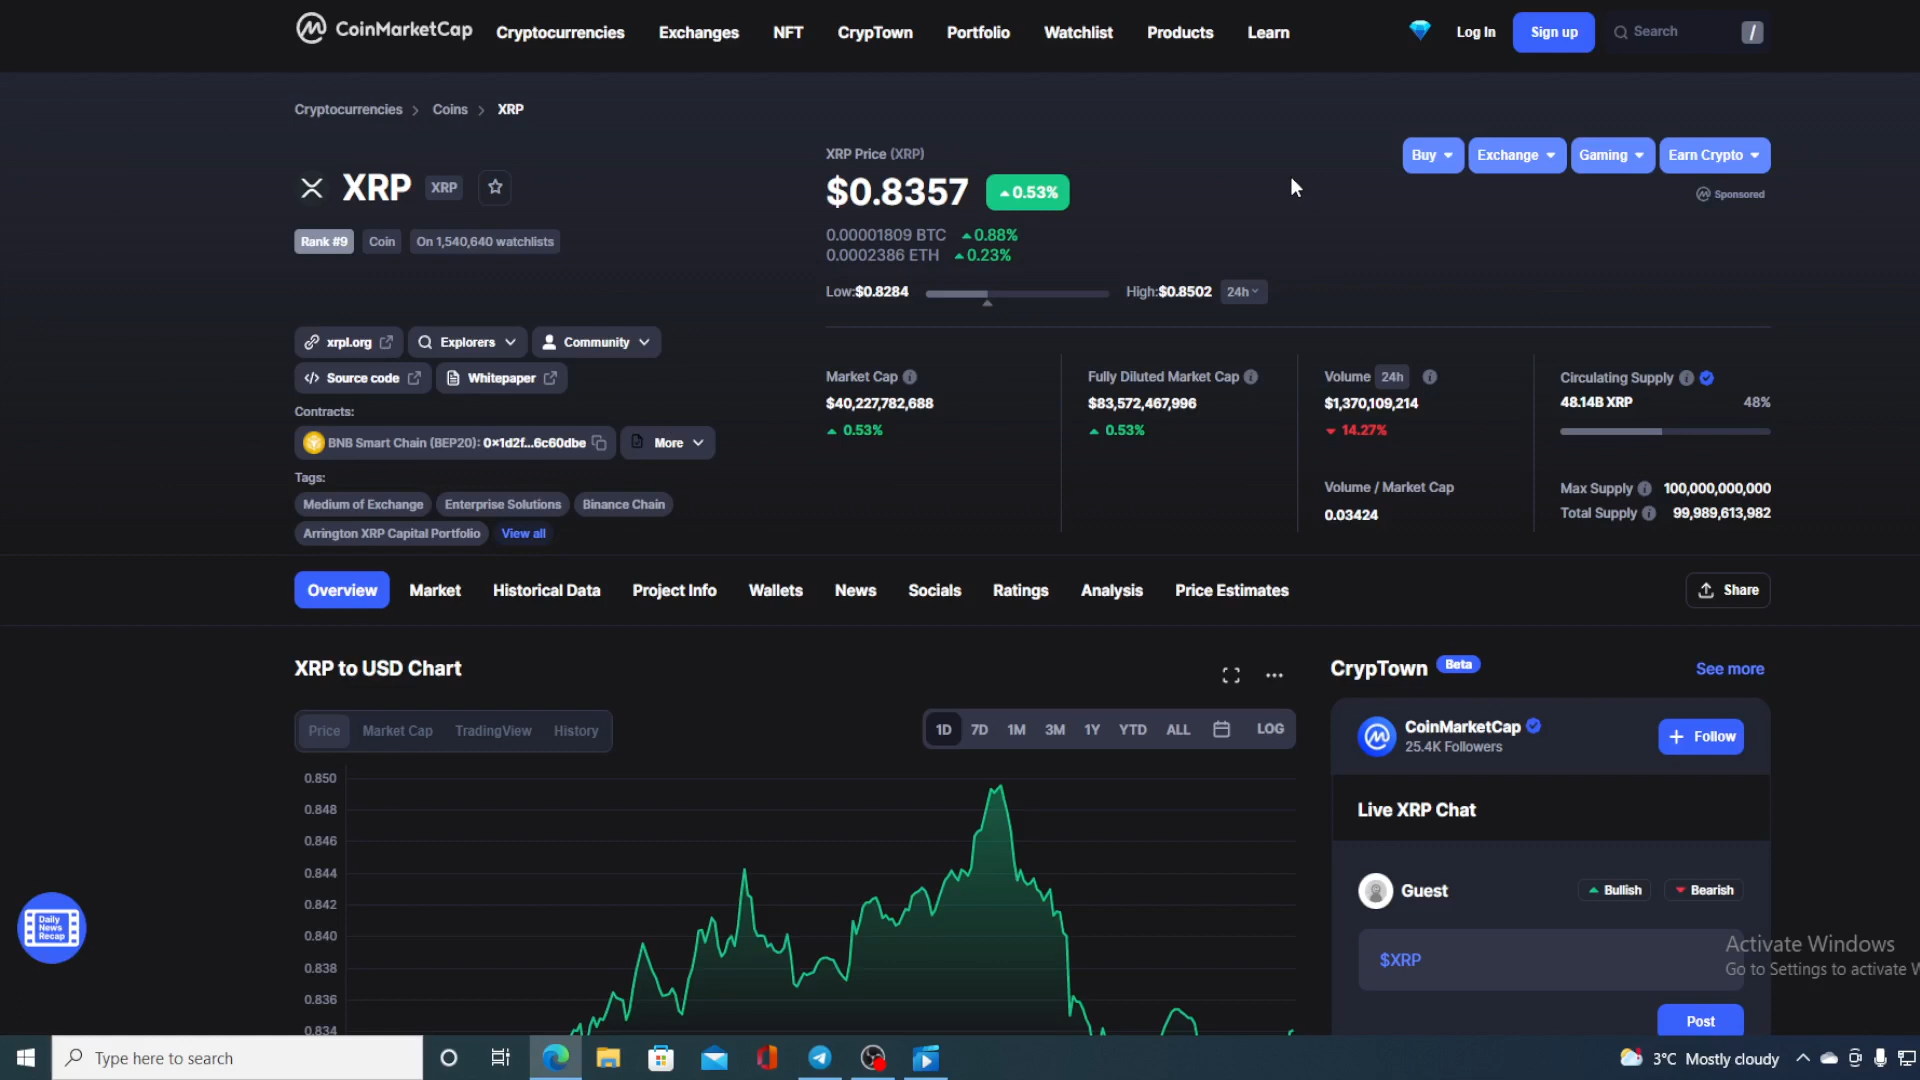 CoinMarketCap Cryptocurrencies Exchanges NFT CrypTown Portfolio Watchlist Products Learn Log In Sign up Search /
Cryptocurrencies > Coins > XRP
XRP XRP
Rank #9 Coin On 1,540,640 watchlists
XRP Price (XRP)
$0.8357 0.53%
0.00001809 BTC 0.88%
0.0002386 ETH 0.23%
Low:$0.8284 High:$0.8502 24h
Buy Exchange Gaming Earn Crypto
Sponsored
xrpl.org Explorers Community
Source code Whitepaper
Contracts:
BNB Smart Chain (BEP20): 0x1d2f...6c60dbe More
Tags:
Medium of Exchange Enterprise Solutions Binance Chain
Arrington XRP Capital Portfolio View all
Market Cap
$40,227,782,688
0.53%
Fully Diluted Market Cap
$83,572,467,996
0.53%
Volume 24h
$1,370,109,214
14.27%
Volume / Market Cap
0.03424
Circulating Supply
48.14B XRP 48%
Max Supply 100,000,000,000
Total Supply 99,989,613,982
Overview Market Historical Data Project Info Wallets News Socials Ratings Analysis Price Estimates Share
XRP to USD Chart
Price Market Cap TradingView History
1D 7D 1M 3M 1Y YTD ALL LOG
0.850
0.848
0.846
0.844
0.842
0.840
0.838
0.836
0.834
CrypTown Beta See more
CoinMarketCap
25.4K Followers
+ Follow
Live XRP Chat
Guest Bullish Bearish
$XRP
Post
Daily
News
Recap
Activate Windows
Go to Settings to activate W
Type here to search
3°C Mostly cloudy